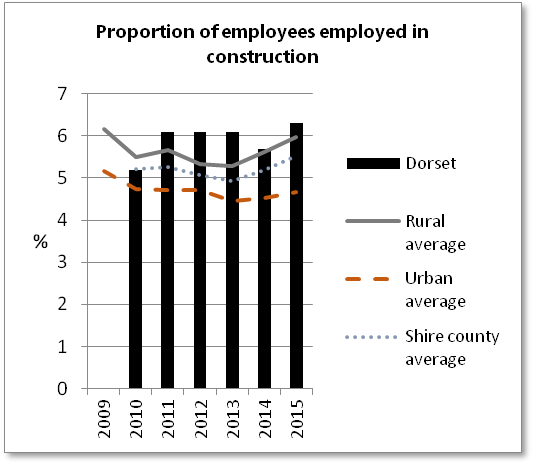 Proportion of employees employed in
construction
7
6
5
4
3
2
1
0
%
2009
2010
2011
2012
2013
2014
2015
Dorset
Rural
average
Urban
average
Shire county
average